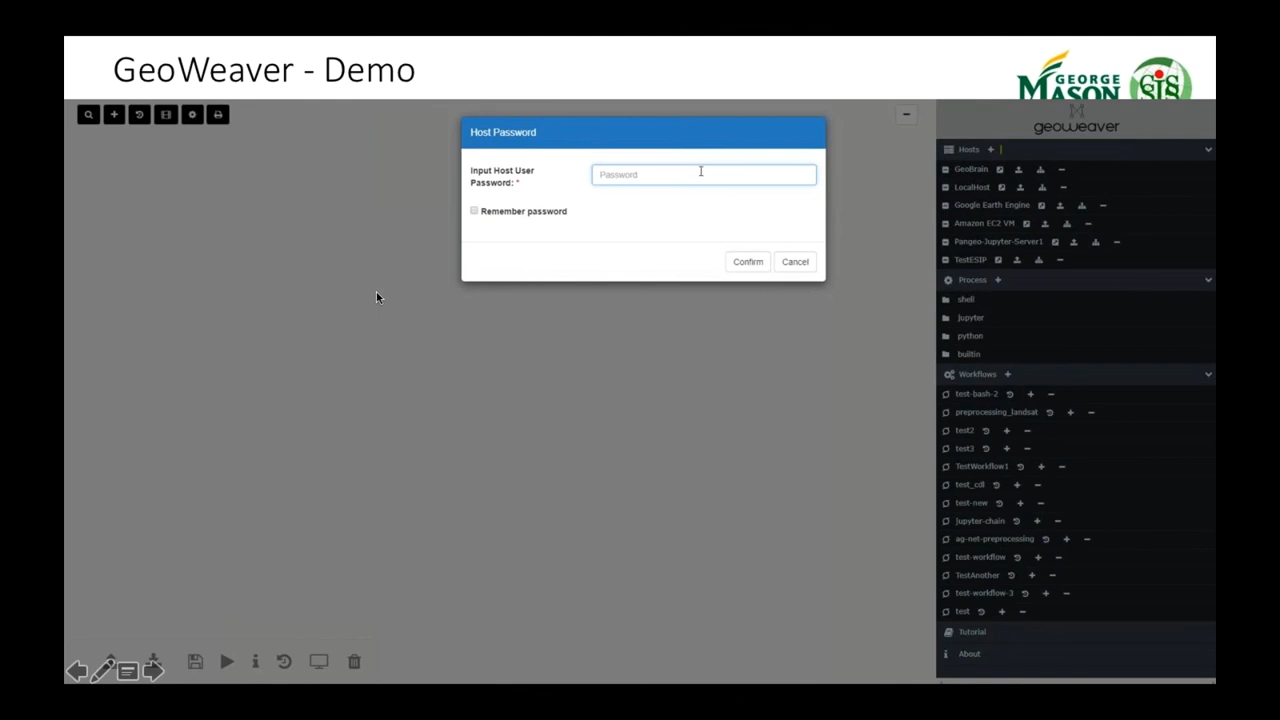 GeoWeaver - Demo
GEORGE
MASON
CIS
geoweaver
Host Password
Input Host User
Password: *
Password
Remember password
Confirm
Cancel
Hosts
GeoBrain
LocalHost
Google Earth Engine
Amazon EC2 VM
Pangeo-Jupyter-Server1
TestESIP
Process
shell
jupyter
python
builtin
Workflows
test-bash-2
preprocessing_landsat
test2
test3
TestWorkflow1
test_cdl
test-new
jupyter-chain
ag-net-preprocessing
test-workflow
TestAnother
test-workflow-3
test
Tutorial
About